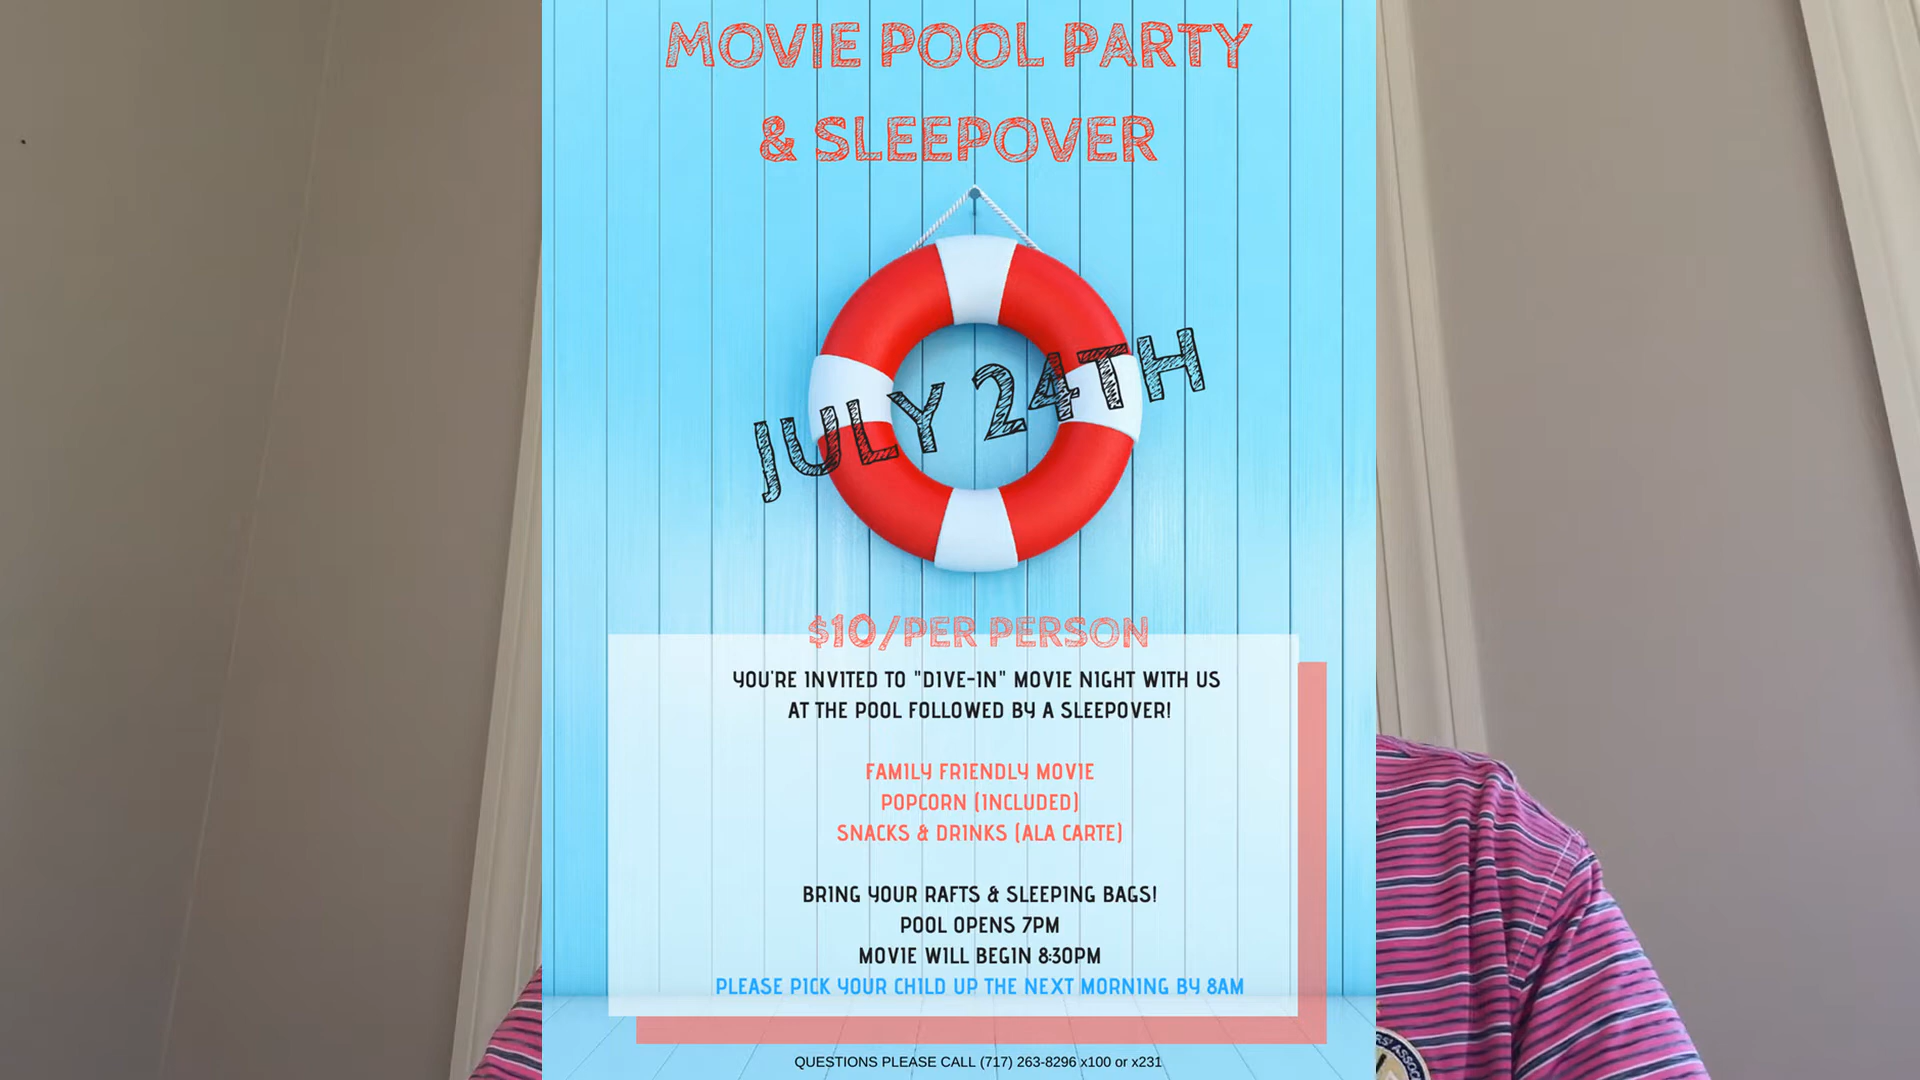 MOVIE POOL PARTY
& SLEEPOVER
JULY 24TH
$10/PER PERSON
YOU'RE INVITED TO "DIVE-IN" MOVIE NIGHT WITH US
AT THE POOL FOLLOWED BY A SLEEPOVER!
FAMILY FRIENDLY MOVIE
POPCORN (INCLUDED)
SNACKS & DRINKS (ALA CARTE)
BRING YOUR RAFTS & SLEEPING BAGS!
POOL OPENS 7PM
MOVIE WILL BEGIN 8:30PM
PLEASE PICK YOUR CHILD UP THE NEXT MORNING BY 8AM
QUESTIONS PLEASE CALL (717) 263-8296 x100 or x231